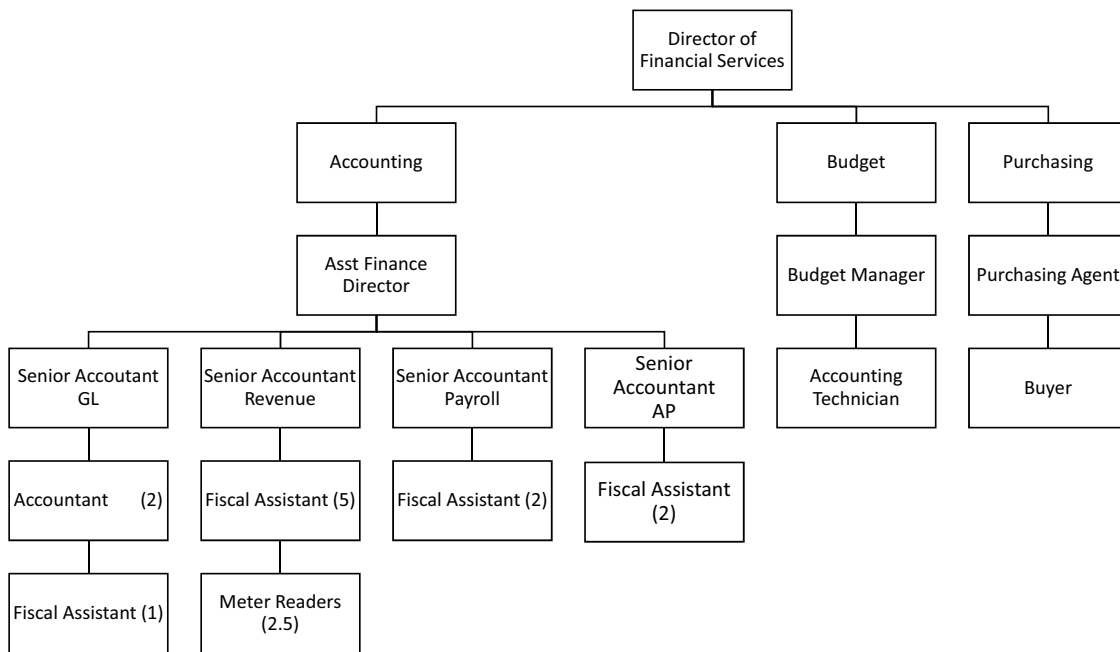 Director of
Financial Services
Accounting
Budget
Purchasing
Asst Finance
Director
Budget Manager
Purchasing Agent
Senior Accoutant
GL
Senior Accountant
Revenue
Senior Accountant
Payroll
Senior
Accountant
AP
Accounting
Technician
Buyer
Accountant (2)
Fiscal Assistant (5)
Fiscal Assistant (2)
Fiscal Assistant
(2)
Fiscal Assistant (1)
Meter Readers
(2.5)